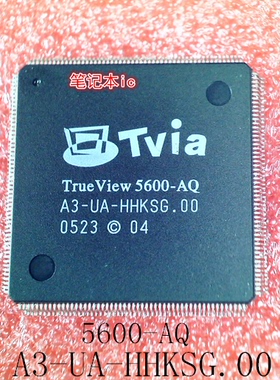 笔记本ic
Tvia
TrueView 5600-AQ
A3-UA-HHKSG.00
0523 © 04
5600-AQ
A3-UA-HHKSG.00